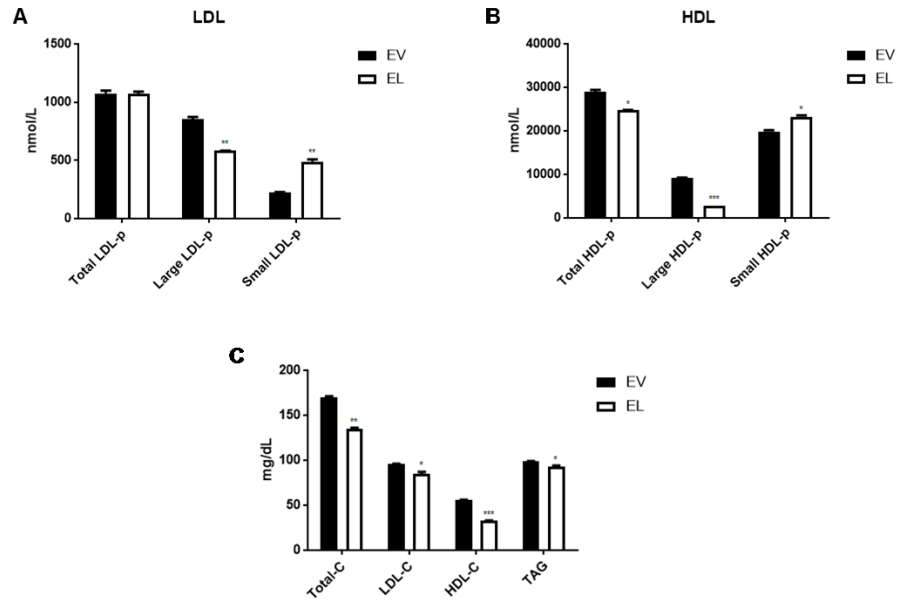 A
LDL
1500
1000
500
0
nmol/L
EV
EL
**
**
Total LDL-p
Large LDL-p
Small LDL-p
B
HDL
40000
30000
20000
10000
0
nmol/L
EV
EL
*
***
*
Total HDL-p
Large HDL-p
Small HDL-p
C
200
150
100
50
0
mg/dL
EV
EL
**
*
***
*
Total-C
LDL-C
HDL-C
TAG